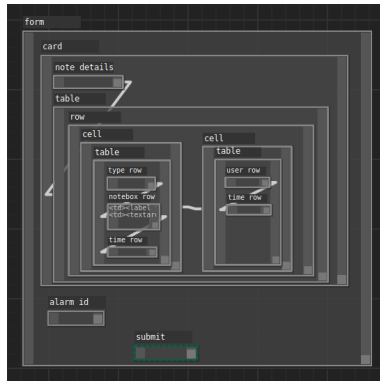 form
card
note details
table
row
cell
cell
table
table
type row
user row
notebox row
<td><label
<td><textar
time row
time row
alarm id
submit